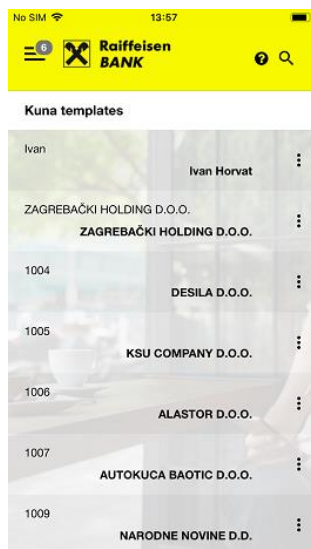 No SIM 13:57
6
Raiffeisen
BANK
Kuna templates
Ivan
Ivan Horvat
ZAGREBAČKI HOLDING D.O.O.
ZAGREBAČKI HOLDING D.O.O.
1004
DESILA D.O.O.
1005
KSU COMPANY D.O.O.
1006
ALASTOR D.O.O.
1007
AUTOKUCA BAOTIC D.O.O.
1009
NARODNE NOVINE D.D.